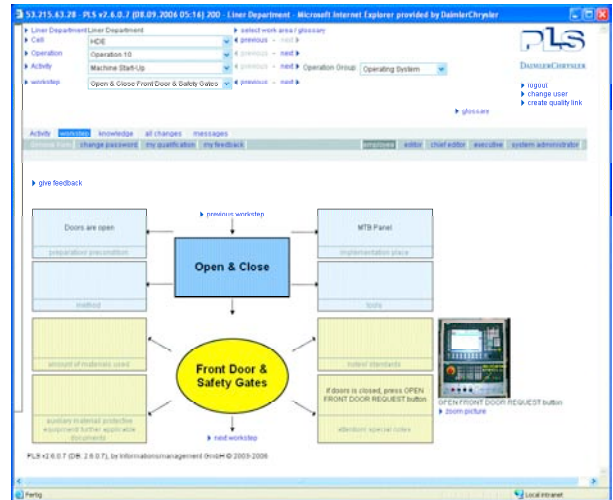 53.215.63.28 - PLS v2.6.0.7 (08.09.2006 05:16) 200 - Liner Department - Microsoft Internet Explorer provided by DaimlerChrysler
Liner Department Liner Department select work area / glossary
Cell HDE previous - next
Operation Operation 10 previous - next
Activity Machine Start-Up previous - next Operation Group Operating System
workstep Open & Close Front Door & Safety Gates previous - next
PLS
DAIMLERCHRYSLER
logout
change user
create quality link
glossare
Activity workstep knowledge all changes messages
change password my qualification my feedback employee editor chief editor executive system administrator
give feedback
previous workstep
Doors are open
preparation/ precondition
MTB Panel
implementation place
Open & Close
method
tools
amount of materials used
notes/ standards
Front Door &
Safety Gates
if doors is closed, press OPEN
FRONT DOOR REQUEST button
auxiliary material/protective
equipment further applicable
documents
attention/ special notes
OPEN FRONT DOOR REQUEST button
zoom picture
next workstep
PLS v2.6.0.7 (DB: 2.6.0.7), by Informationsmanagement GmbH © 2003-2006
Fertig Local intranet